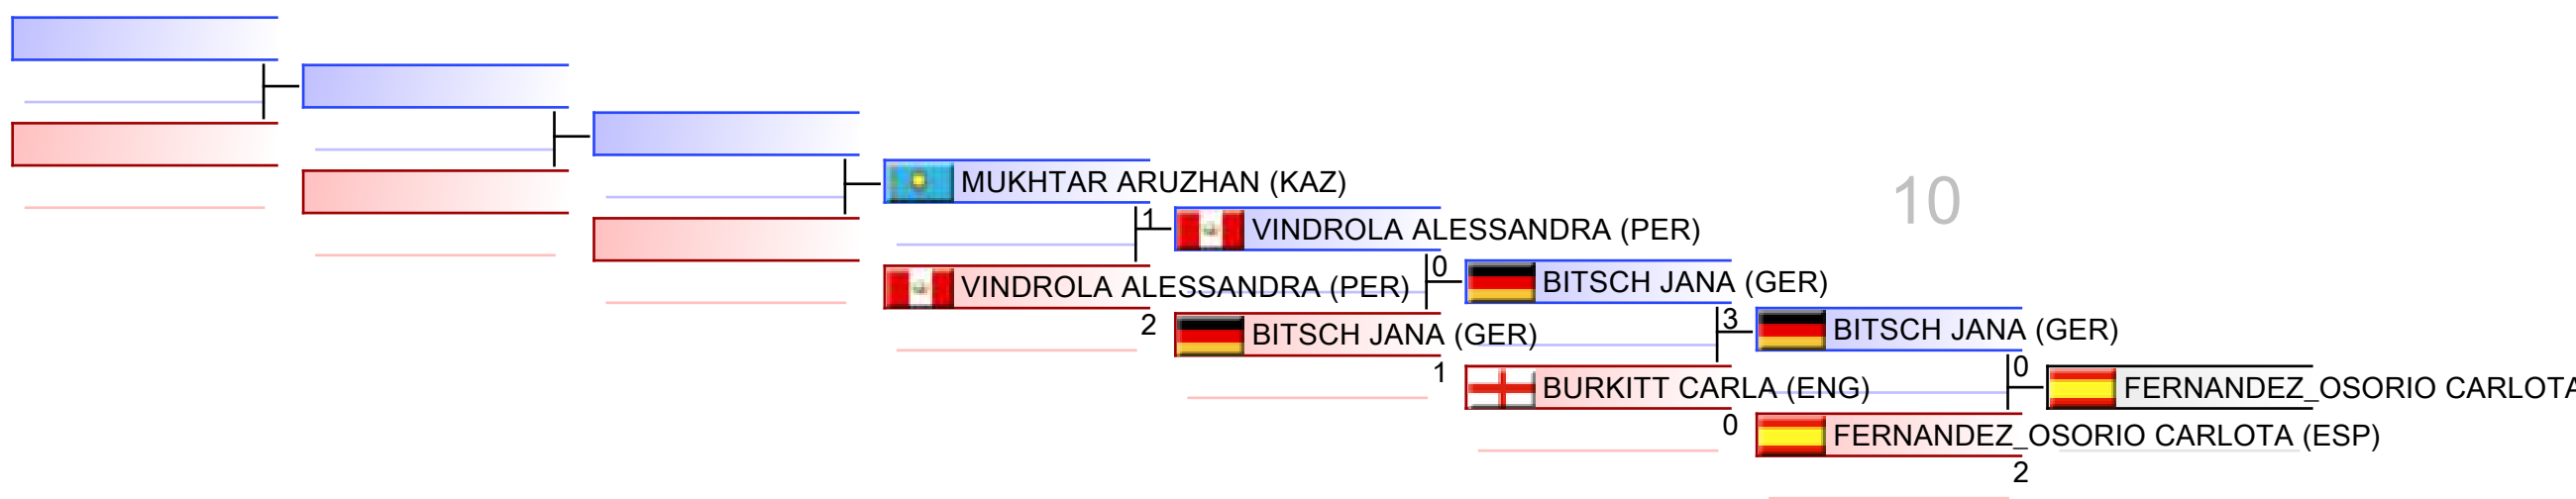 MUKHTAR ARUZHAN (KAZ)
10
1
VINDROLA ALESSANDRA (PER)
0
VINDROLA ALESSANDRA (PER)
BITSCH JANA (GER)
2
BITSCH JANA (GER)
3
BITSCH JANA (GER)
1
BURKITT CARLA (ENG)
0
FERNANDEZ_OSORIO CARLOTA
0
FERNANDEZ_OSORIO CARLOTA (ESP)
2